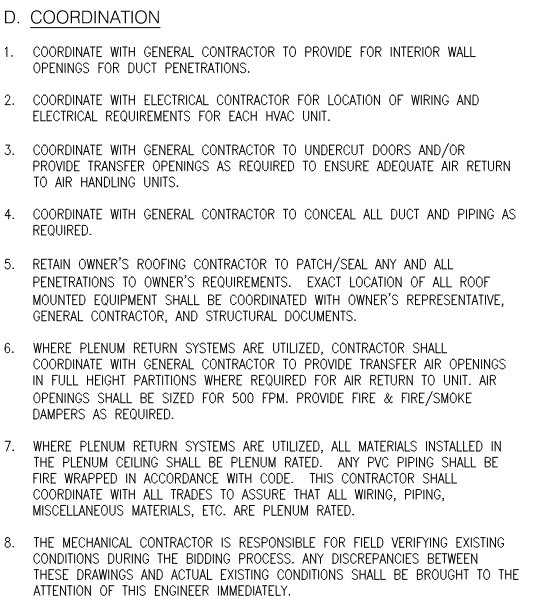 D. COORDINATION
1. COORDINATE WITH GENERAL CONTRACTOR TO PROVIDE FOR INTERIOR WALL
OPENINGS FOR DUCT PENETRATIONS.
2. COORDINATE WITH ELECTRICAL CONTRACTOR FOR LOCATION OF WIRING AND
ELECTRICAL REQUIREMENTS FOR EACH HVAC UNIT.
3. COORDINATE WITH GENERAL CONTRACTOR TO UNDERCUT DOORS AND/OR
PROVIDE TRANSFER OPENINGS AS REQUIRED TO ENSURE ADEQUATE AIR RETURN
TO AIR HANDLING UNITS.
4. COORDINATE WITH GENERAL CONTRACTOR TO CONCEAL ALL DUCT AND PIPING AS
REQUIRED.
5. RETAIN OWNER'S ROOFING CONTRACTOR TO PATCH/SEAL ANY AND ALL
PENETRATIONS TO OWNER'S REQUIREMENTS. EXACT LOCATION OF ALL ROOF
MOUNTED EQUIPMENT SHALL BE COORDINATED WITH OWNER'S REPRESENTATIVE,
GENERAL CONTRACTOR, AND STRUCTURAL DOCUMENTS.
6. WHERE PLENUM RETURN SYSTEMS ARE UTILIZED, CONTRACTOR SHALL
COORDINATE WITH GENERAL CONTRACTOR TO PROVIDE TRANSFER AIR OPENINGS
IN FULL HEIGHT PARTITIONS WHERE REQUIRED FOR AIR RETURN TO UNIT. AIR
OPENINGS SHALL BE SIZED FOR 500 FPM. PROVIDE FIRE & FIRE/SMOKE
DAMPERS AS REQUIRED.
7. WHERE PLENUM RETURN SYSTEMS ARE UTILIZED, ALL MATERIALS INSTALLED IN
THE PLENUM CEILING SHALL BE PLENUM RATED. ANY PVC PIPING SHALL BE
FIRE WRAPPED IN ACCORDANCE WITH CODE. THIS CONTRACTOR SHALL
COORDINATE WITH ALL TRADES TO ASSURE THAT ALL WIRING, PIPING,
MISCELLANEOUS MATERIALS, ETC. ARE PLENUM RATED.
8. THE MECHANICAL CONTRACTOR IS RESPONSIBLE FOR FIELD VERIFYING EXISTING
CONDITIONS DURING THE BIDDING PROCESS. ANY DISCREPANCIES BETWEEN
THESE DRAWINGS AND ACTUAL EXISTING CONDITIONS SHALL BE BROUGHT TO THE
ATTENTION OF THIS ENGINEER IMMEDIATELY.